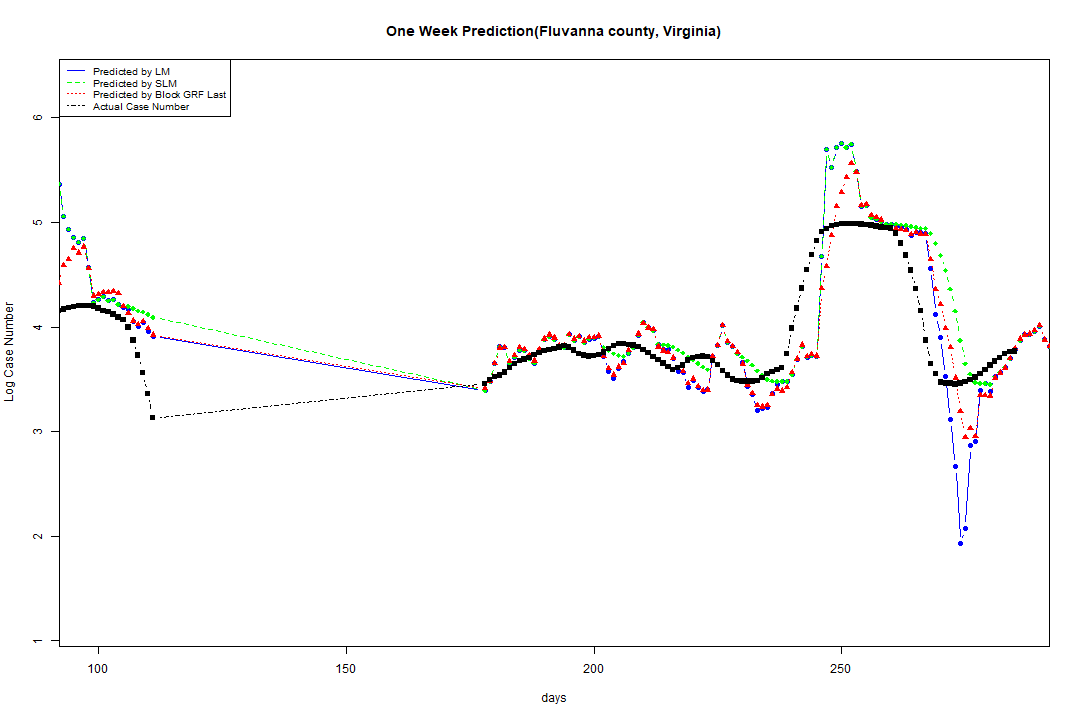 One Week Prediction(Fluvanna county, Virginia)
Predicted by LM
Predicted by SLM
Predicted by Block GRF Last
Actual Case Number
Log Case Number
6
5
4
3
2
1
100 150 200 250
days